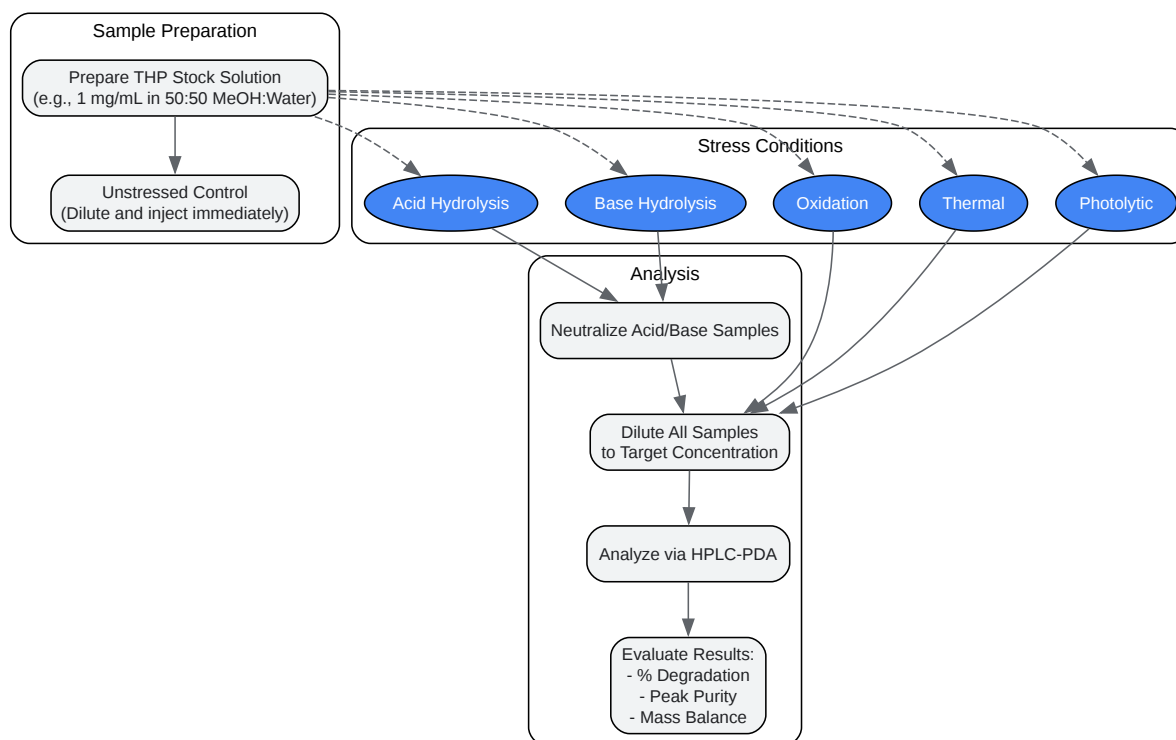 Sample Preparation
Prepare THP Stock Solution
(e.g., 1 mg/mL in 50:50 MeOH:Water)
Unstressed Control
(Dilute and inject immediately)
Stress Conditions
Acid Hydrolysis
Base Hydrolysis
Oxidation
Thermal
Photolytic
Analysis
Neutralize Acid/Base Samples
Dilute All Samples
to Target Concentration
Analyze via HPLC-PDA
Evaluate Results:
- % Degradation
- Peak Purity
- Mass Balance